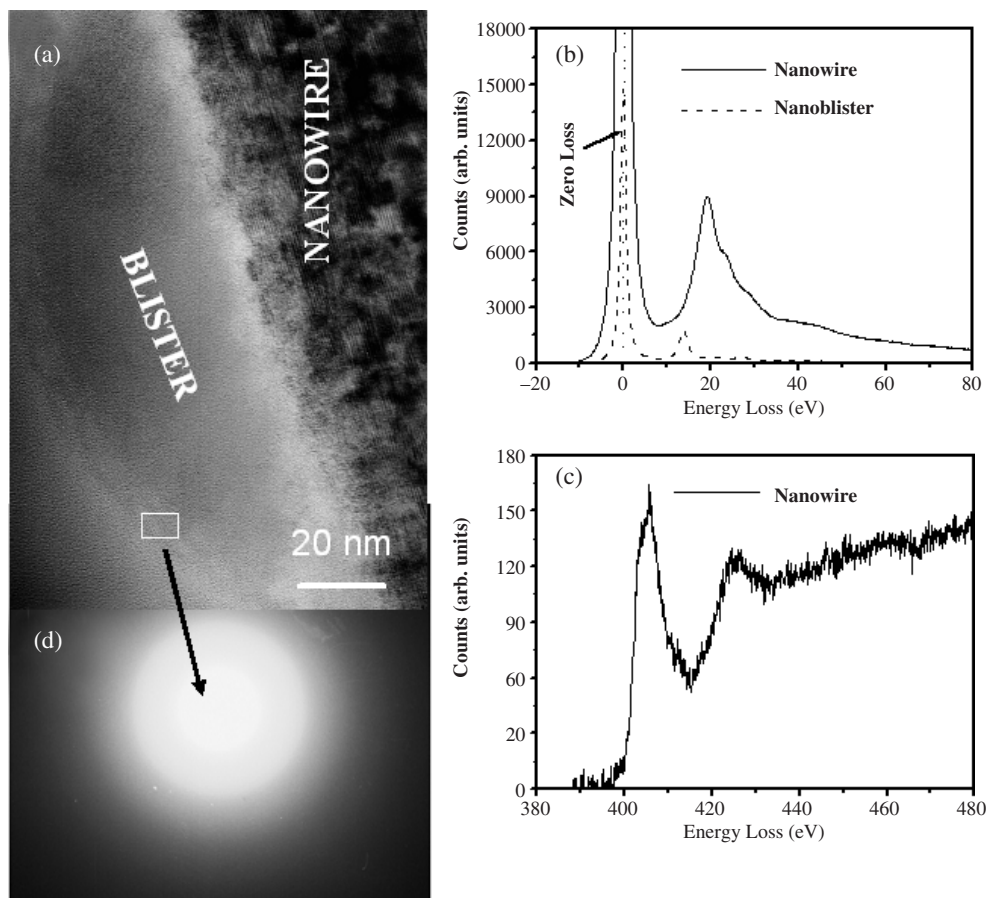 (a)
NANOWIRE
BLISTER
20 nm
(d)
(b)
18000
15000
12000
9000
6000
3000
0
Counts (arb. units)
Zero Loss
Nanowire
Nanoblister
–20 0 20 40 60 80
Energy Loss (eV)
(c)
180
150
120
90
60
20
0
Counts (arb. units)
Nanowire
380 400 420 440 460 480
Energy Loss (eV)